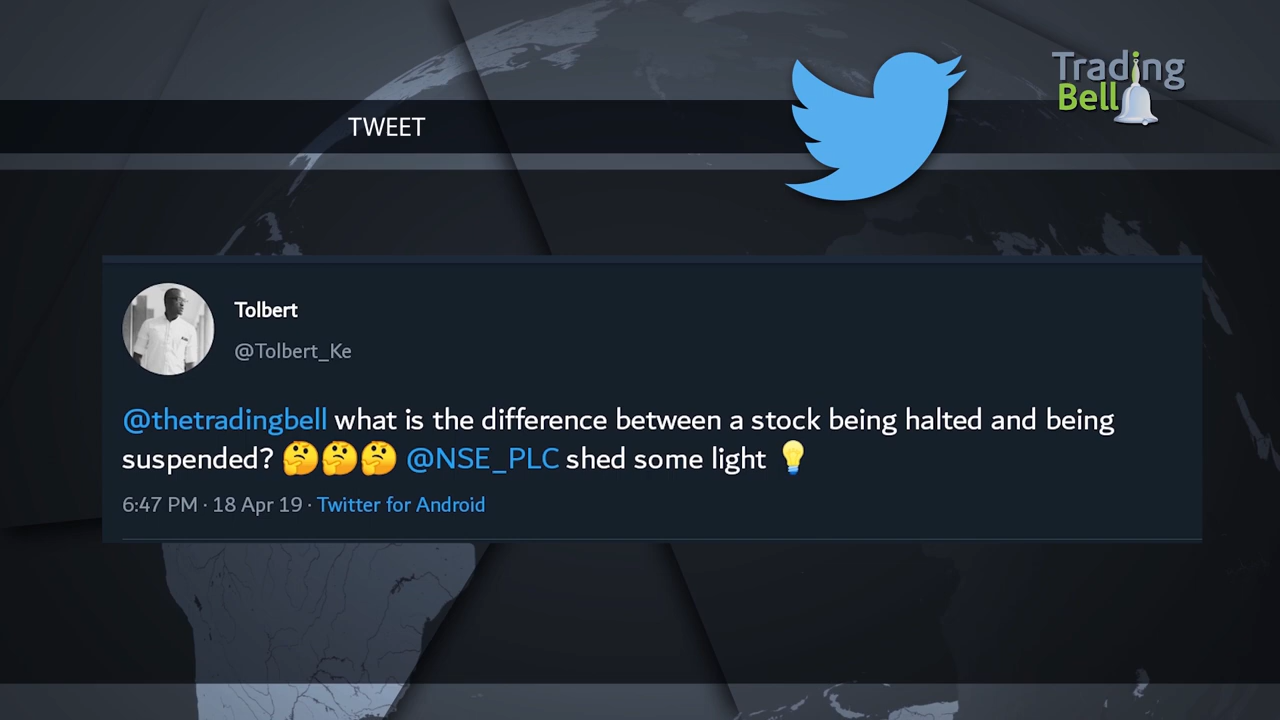 Trading
Bell
TWEET
Tolbert
@Tolbert_Ke
@thetradingbell what is the difference between a stock being halted and being
suspended? 🤔🤔🤔 @NSE_PLC shed some light 💡
6:47 PM · 18 Apr 19 · Twitter for Android